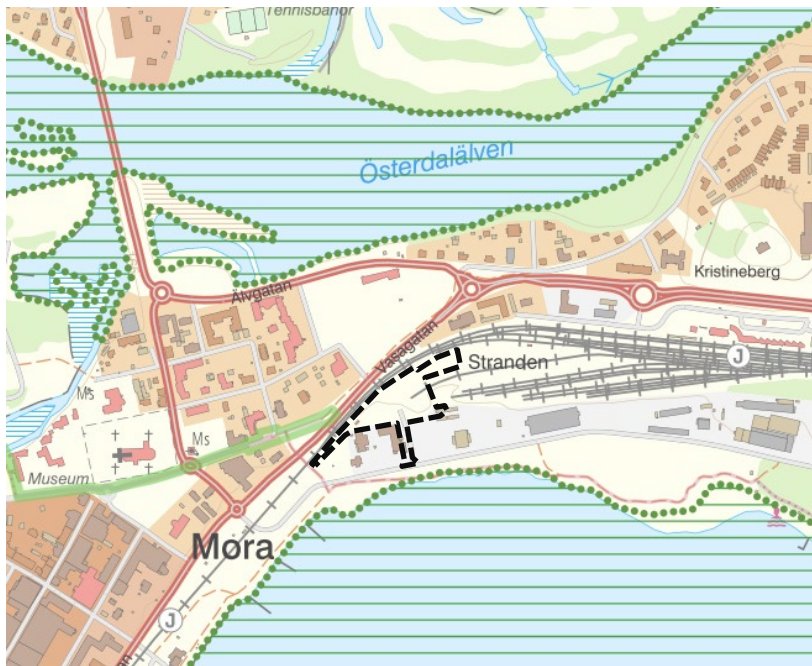 Tennisbanor
Österdalälven
Kristineberg
Älvgatan
Vasagatan
Stranden
J
Ms
Ms
Museum
Mora
J